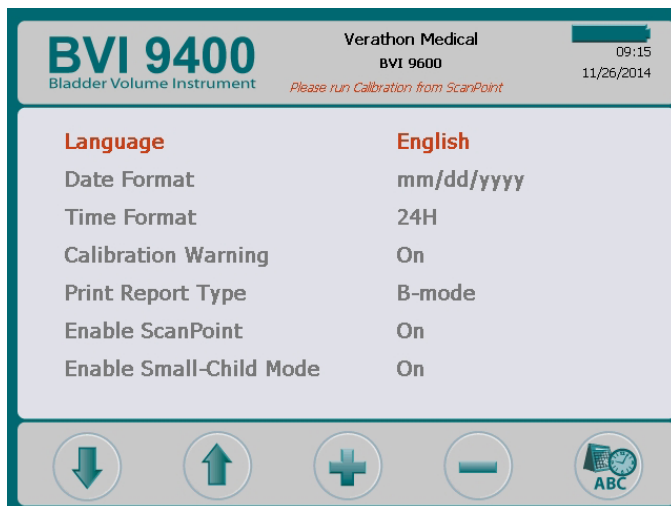 BVI 9400
Bladder Volume Instrument
Verathon Medical
BVI 9600
Please run Calibration from ScanPoint
09:15
11/26/2014
Language English
Date Format mm/dd/yyyy
Time Format 24H
Calibration Warning On
Print Report Type B-mode
Enable ScanPoint On
Enable Small-Child Mode On
ABC